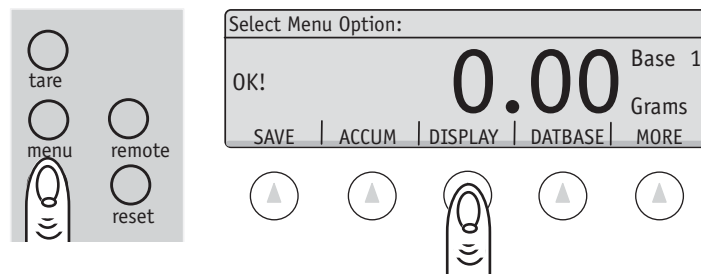 tare
menu
remote
reset
Select Menu Option:
OK!
0.00
Base 1
Grams
SAVE ACCUM DISPLAY DATBASE MORE